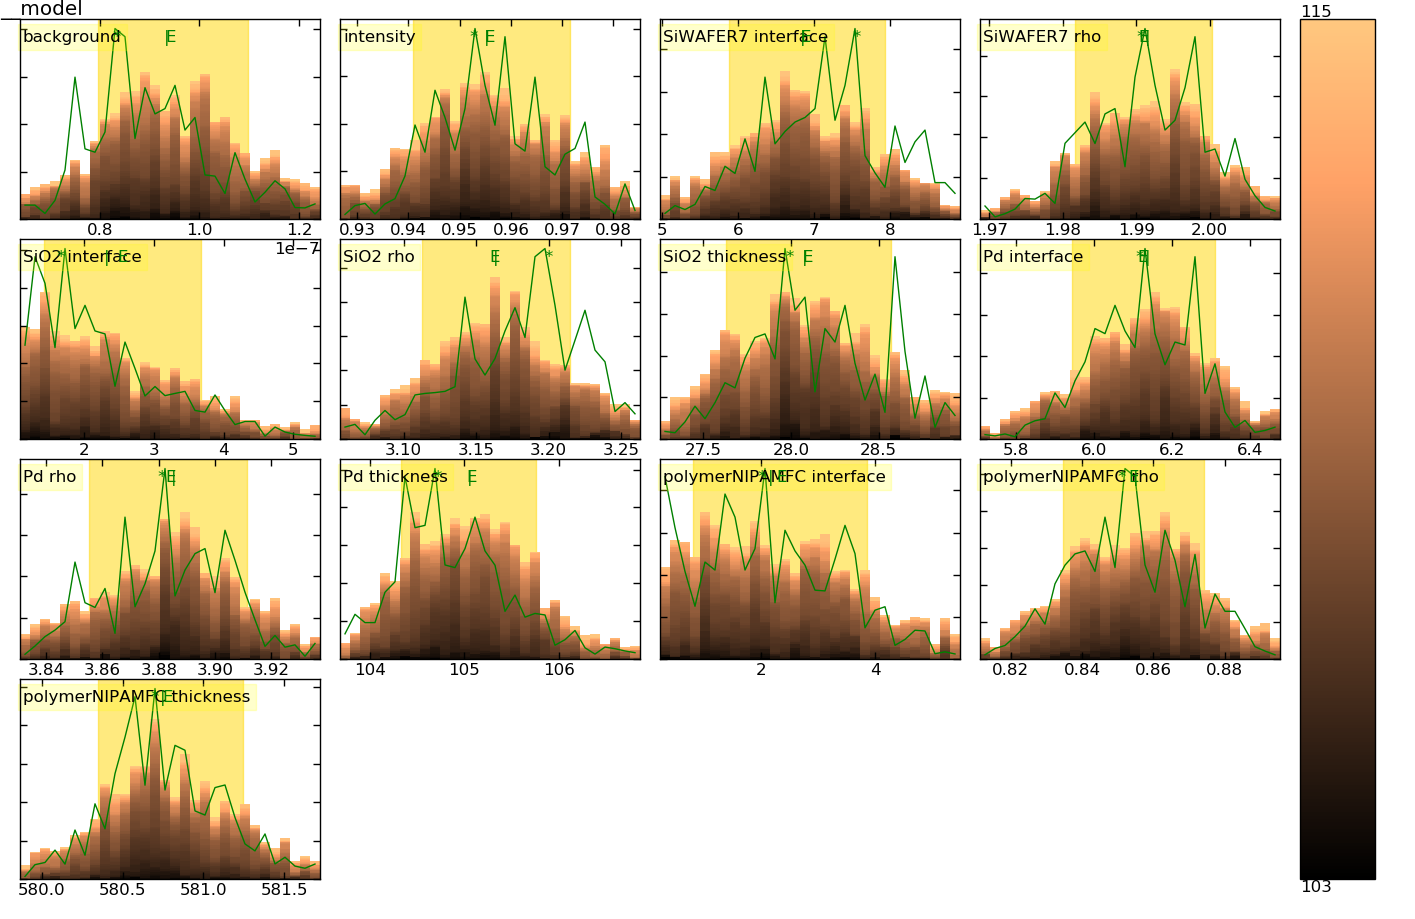 model
115
background
* |E
intensity
* |E
SiWAFER7 interface
|E *
SiWAFER7 rho
0.8 1.0 1.2
1e−7
0.93 0.94 0.95 0.96 0.97 0.98
5 6 7 8
1.97 1.98 1.99 2.00
SiO2 interface
* | E
SiO2 rho
E *
SiO2 thickness
* |E
Pd interface
2 3 4 5
3.10 3.15 3.20 3.25
27.5 28.0 28.5
5.8 6.0 6.2 6.4
Pd rho
*E|
Pd thickness
* |E
polymerNIPAMFC interface
polymerNIPAMFC rho
3.84 3.86 3.88 3.90 3.92
104 105 106
2 4
0.82 0.84 0.86 0.88
polymerNIPAMFC thickness
* |E
580.0 580.5 581.0 581.5
103